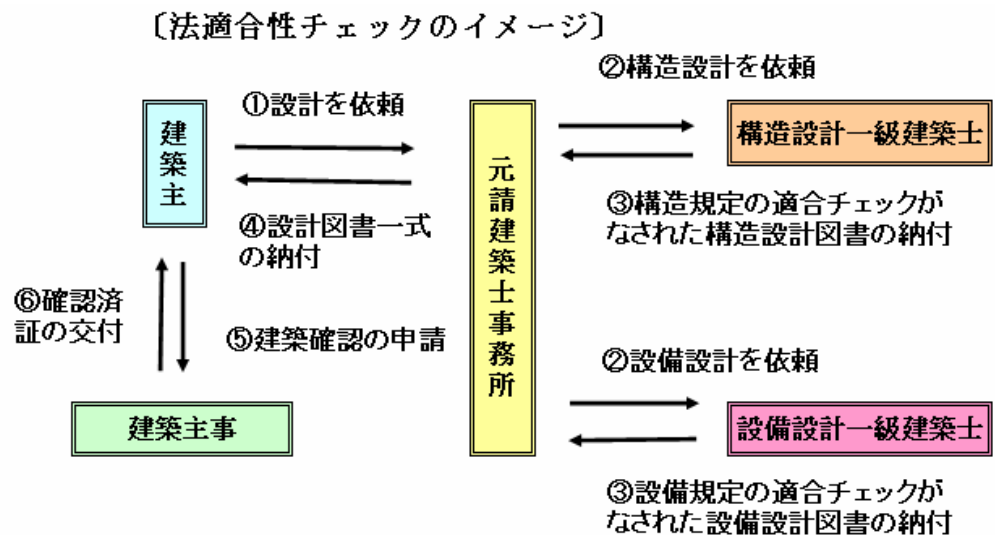 〔法適合性チェックのイメージ〕
②構造設計を依頼
①設計を依頼
建築主
元請建築士事務所
構造設計一級建築士
③構造規定の適合チェックが
なされた構造設計図書の納付
④設計図書一式
の納付
⑥確認済
証の交付
⑤建築確認の申請
②設備設計を依頼
建築主事
設備設計一級建築士
③設備規定の適合チェックが
なされた設備設計図書の納付